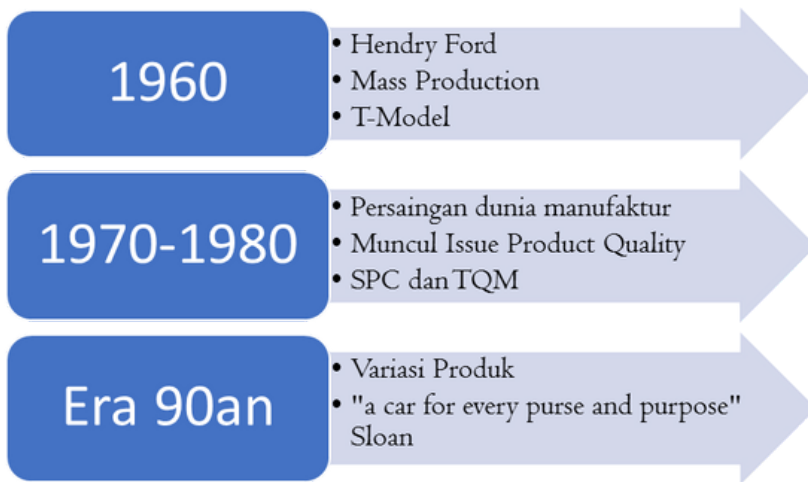 1960
• Hendry Ford
• Mass Production
• T-Model
1970-1980
• Persaingan dunia manufaktur
• Muncul Issue Product Quality
• SPC dan TQM
Era 90an
• Variasi Produk
• "a car for every purse and purpose"
Sloan